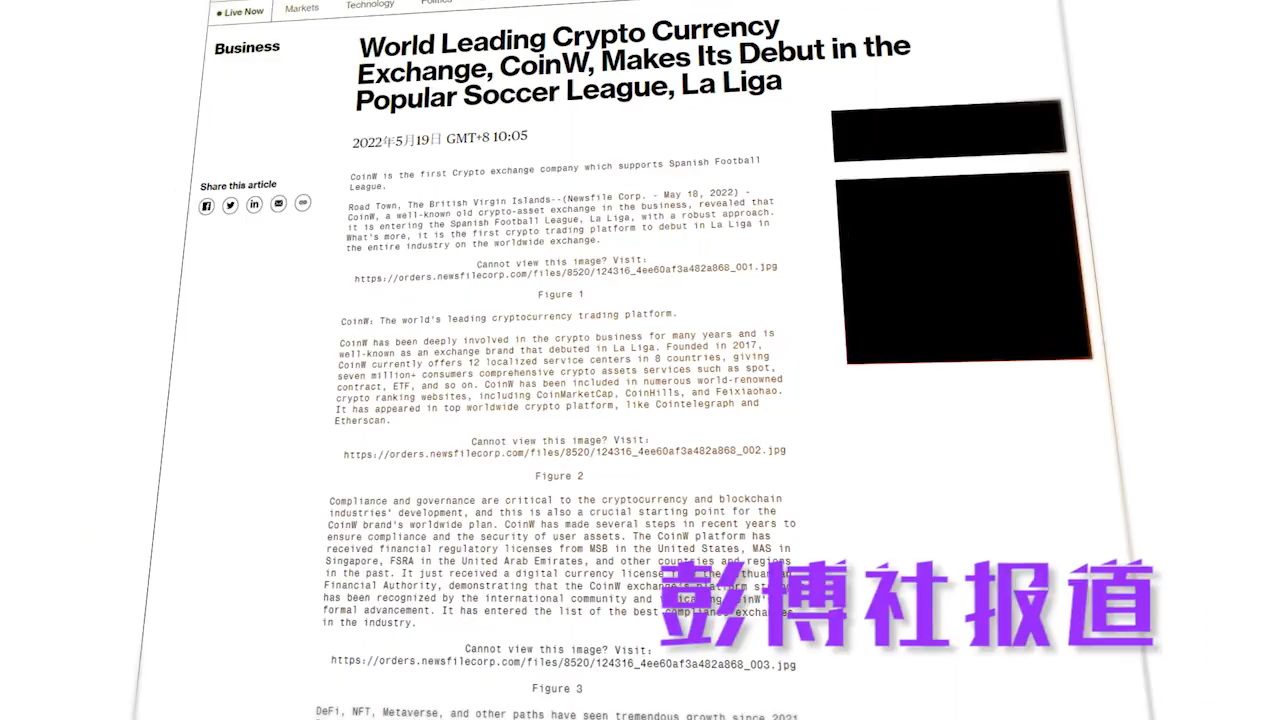 Live Now
Markets
Technology
Business
World Leading Crypto Currency
Exchange, CoinW, Makes Its Debut in the
Popular Soccer League, La Liga
2022年5月19日 GMT+8 10:05
Share this article
CoinW is the first Crypto exchange company which supports Spanish Football
League.
Road Town, The British Virgin Islands--(Newsfile Corp. - May 18, 2022) -
CoinW, a well-known old crypto-asset exchange in the business, revealed that
it is entering the Spanish Football League, La Liga, with a robust approach.
What's more, it is the first crypto trading platform to debut in La Liga in
the entire industry on the worldwide exchange.
Cannot view this image? Visit:
https://orders.newsfilecorp.com/files/8520/124316_4ee60af3a482a868_001.jpg
Figure 1
CoinW: The world's leading cryptocurrency trading platform.
CoinW has been deeply involved in the crypto business for many years and is
well-known as an exchange brand that debuted in La Liga. Founded in 2017,
CoinW currently offers 12 localized service centers in 8 countries, giving
seven million+ consumers comprehensive crypto assets services such as spot,
contract, ETF, and so on. CoinW has been included in numerous world-renowned
crypto ranking websites, including CoinMarketCap, CoinHills, and Feixiaohao.
It has appeared in top worldwide crypto platform, like Cointelegraph and
Etherscan.
Cannot view this image? Visit:
https://orders.newsfilecorp.com/files/8520/124316_4ee60af3a482a868_002.jpg
Figure 2
Compliance and governance are critical to the cryptocurrency and blockchain
industries' development, and this is also a crucial starting point for the
CoinW brand's worldwide plan. CoinW has made several steps in recent years to
ensure compliance and the security of user assets. The CoinW platform has
received financial regulatory licenses from MSB in the United States, MAS in
Singapore, FSRA in the United Arab Emirates, and other countries and regions
in the past. It just received a digital currency license
Financial Authority, demonstrating that the CoinW exchange's platform
has been recognized by the international community and
formal advancement. It has entered the list of the best compliance
in the industry.
彭博社报道
Cannot view this image? Visit:
https://orders.newsfilecorp.com/files/8520/124316_4ee60af3a482a868_003.jpg
Figure 3
DeFi, NFT, Metaverse, and other paths have seen tremendous growth since 2021